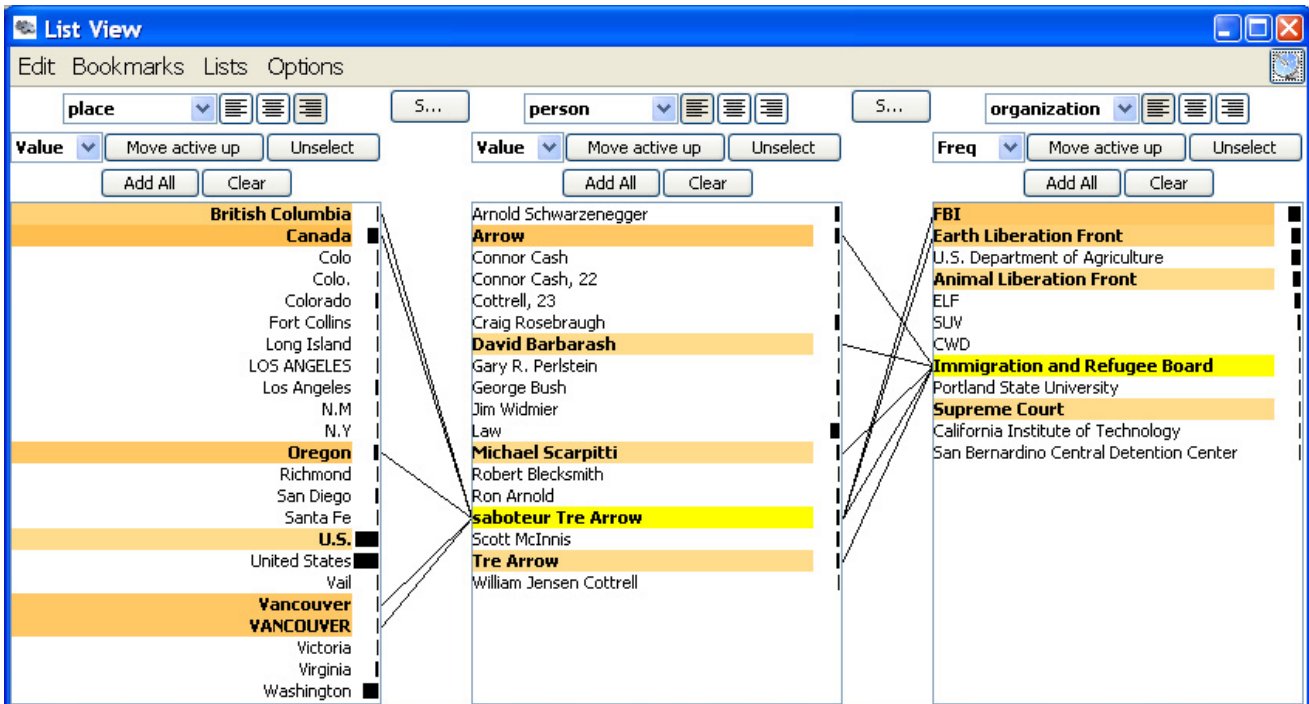 List View
Edit Bookmarks Lists Options
place S... person S... organization
Value Move active up Unselect Value Move active up Unselect Freq Move active up Unselect
Add All Clear Add All Clear Add All Clear
British Columbia Arnold Schwarzenegger FBI
Canada Arrow Earth Liberation Front
Colo Connor Cash U.S. Department of Agriculture
Colo. Connor Cash, 22 Animal Liberation Front
Colorado Cottrell, 23 ELF
Fort Collins Craig Rosebraugh SUV
Long Island David Barbarash CWD
LOS ANGELES Gary R. Perlstein Immigration and Refugee Board
Los Angeles George Bush Portland State University
N.M Jim Widmier Supreme Court
N.Y Law California Institute of Technology
Oregon Michael Scarpitti San Bernardino Central Detention Center
Richmond Robert Blecksmith
San Diego Ron Arnold
Santa Fe saboteur Tre Arrow
U.S. Scott McInnis
United States Tre Arrow
Vail William Jensen Cottrell
Vancouver
VANCOUVER
Victoria
Virginia
Washington